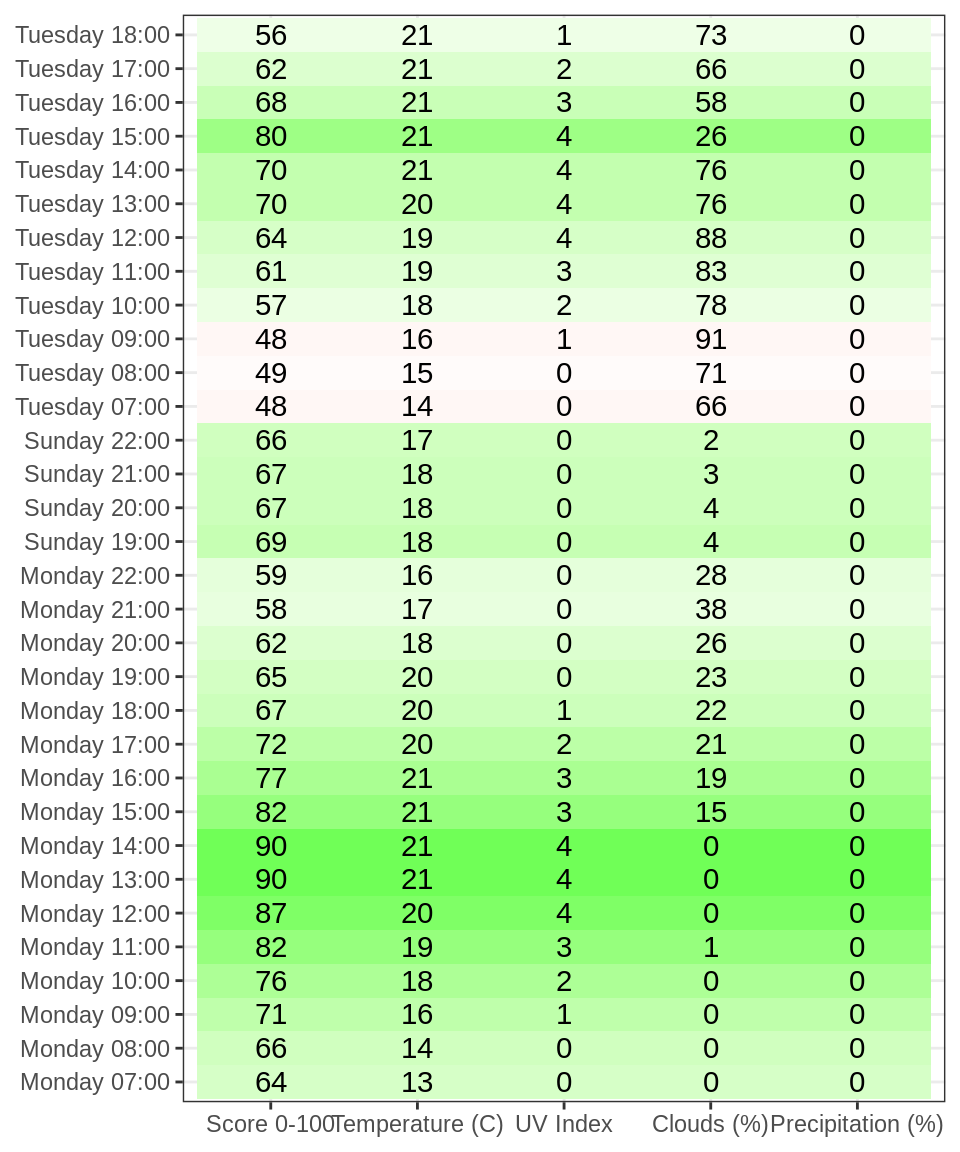 Tuesday 18:00 56 21 1 73 0
Tuesday 17:00 62 21 2 66 0
Tuesday 16:00 68 21 3 58 0
Tuesday 15:00 80 21 4 26 0
Tuesday 14:00 70 21 4 76 0
Tuesday 13:00 70 20 4 76 0
Tuesday 12:00 64 19 4 88 0
Tuesday 11:00 61 19 3 83 0
Tuesday 10:00 57 18 2 78 0
Tuesday 09:00 48 16 1 91 0
Tuesday 08:00 49 15 0 71 0
Tuesday 07:00 48 14 0 66 0
Sunday 22:00 66 17 0 2 0
Sunday 21:00 67 18 0 3 0
Sunday 20:00 67 18 0 4 0
Sunday 19:00 69 18 0 4 0
Monday 22:00 59 16 0 28 0
Monday 21:00 58 17 0 38 0
Monday 20:00 62 18 0 26 0
Monday 19:00 65 20 0 23 0
Monday 18:00 67 20 1 22 0
Monday 17:00 72 20 2 21 0
Monday 16:00 77 21 3 19 0
Monday 15:00 82 21 3 15 0
Monday 14:00 90 21 4 0 0
Monday 13:00 90 21 4 0 0
Monday 12:00 87 20 4 0 0
Monday 11:00 82 19 3 1 0
Monday 10:00 76 18 2 0 0
Monday 09:00 71 16 1 0 0
Monday 08:00 66 14 0 0 0
Monday 07:00 64 13 0 0 0
Score 0-100 Temperature (C) UV Index Clouds (%) Precipitation (%)